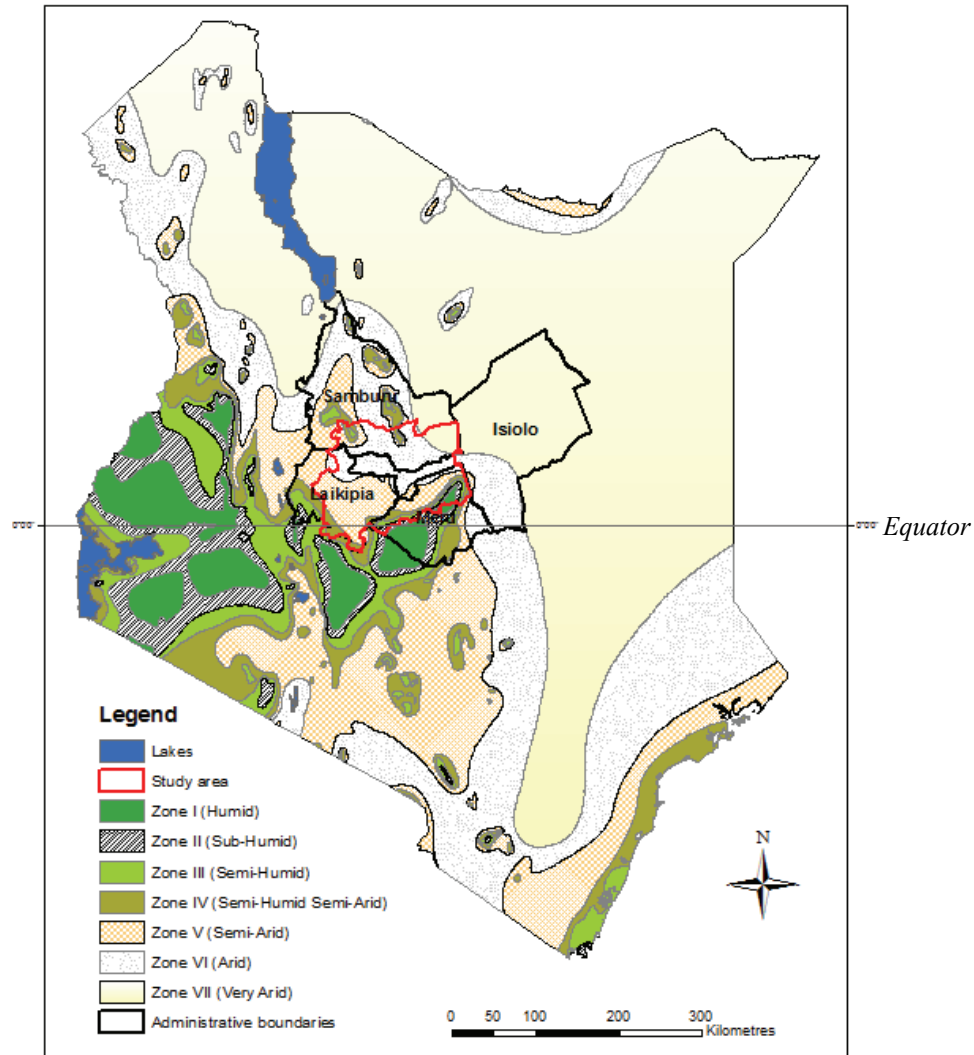 Samburu
Isiolo
Laikipia
Meru
0°0'0"
0°0'0" Equator
Legend
Lakes
Study area
Zone I (Humid)
Zone II (Sub-Humid)
Zone III (Semi-Humid)
Zone IV (Semi-Humid Semi-Arid)
Zone V (Semi-Arid)
Zone VI (Arid)
Zone VII (Very Arid)
Administrative boundaries
N
0 50 100 200 300
Kilometres